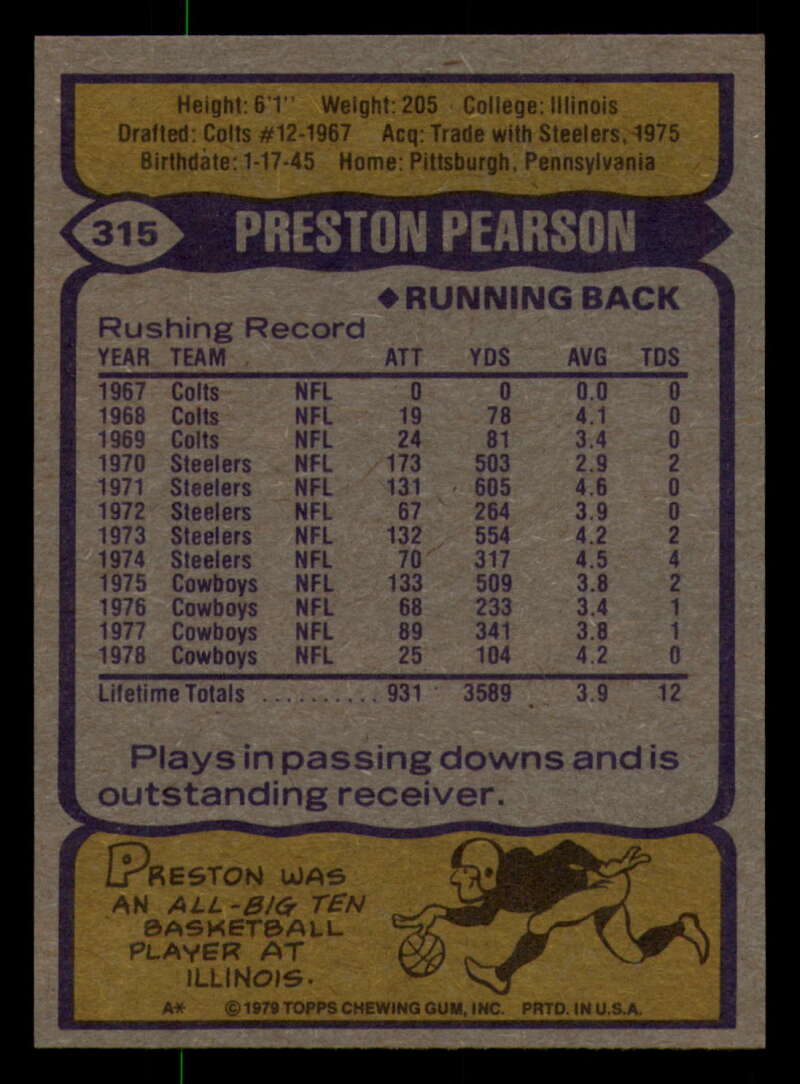 Height: 6'1" Weight: 205 College: Illinois
Drafted: Colts #12-1967 Acq: Trade with Steelers, 1975
Birthdate: 1-17-45 Home: Pittsburgh, Pennsylvania
315 PRESTON PEARSON
◆RUNNING BACK
Rushing Record
YEAR TEAM ATT YDS AVG TDS
1967 Colts NFL 0 0 0.0 0
1968 Colts NFL 19 78 4.1 0
1969 Colts NFL 24 81 3.4 0
1970 Steelers NFL 173 503 2.9 2
1971 Steelers NFL 131 605 4.6 0
1972 Steelers NFL 67 264 3.9 0
1973 Steelers NFL 132 554 4.2 2
1974 Steelers NFL 70 317 4.5 4
1975 Cowboys NFL 133 509 3.8 2
1976 Cowboys NFL 68 233 3.4 1
1977 Cowboys NFL 89 341 3.8 1
1978 Cowboys NFL 25 104 4.2 0
Lifetime Totals .......... 931 3589 3.9 12
Plays in passing downs and is
outstanding receiver.
PRESTON WAS
AN ALL-BIG TEN
BASKETBALL
PLAYER AT
ILLINOIS.
A* ©1979 TOPPS CHEWING GUM, INC. PRTD. IN U.S.A.